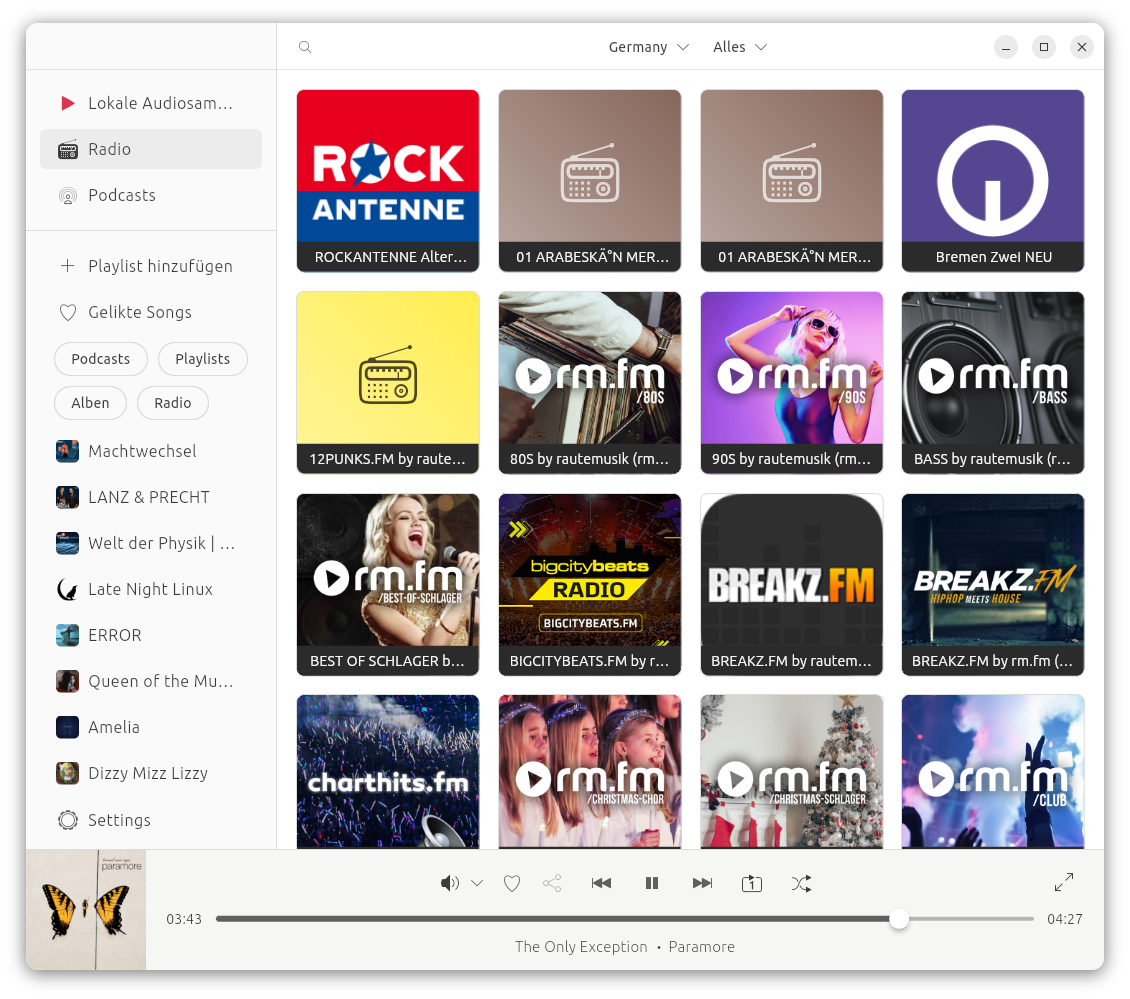 Germany
Alles
Lokale Audiosam…
Radio
Podcasts
Playlist hinzufügen
Gelikte Songs
Podcasts
Playlists
Alben
Radio
Machtwechsel
LANZ & PRECHT
Welt der Physik | …
Late Night Linux
ERROR
Queen of the Mu…
Amelia
Dizzy Mizz Lizzy
Settings
ROCK
ANTENNE
ROCKANTENNE Alter…
01 ARABESKÄ°N MER…
01 ARABESKÄ°N MER…
Bremen Zwei NEU
12PUNKS.FM by raute…
rm.fm
/80S
80S by rautemusik (rm…
rm.fm
/90S
90S by rautemusik (rm…
rm.fm
/BASS
BASS by rautemusik (r…
rm.fm
/BEST-OF-SCHLAGER
BEST OF SCHLAGER b…
bigcitybeats
RADIO
BIGCITYBEATS.FM
BIGCITYBEATS.FM by r…
BREAKZ.FM
BREAKZ.FM by rautem…
BREAKZ.FM
HIPHOP MEETS HOUSE
BREAKZ.FM by rm.fm (…
charthits.fm
rm.fm
/CHRISTMAS-CHOR
rm.fm
/CHRISTMAS-SCHLAGER
rm.fm
/CLUB
paramore
1
03:43
04:27
The Only Exception • Paramore